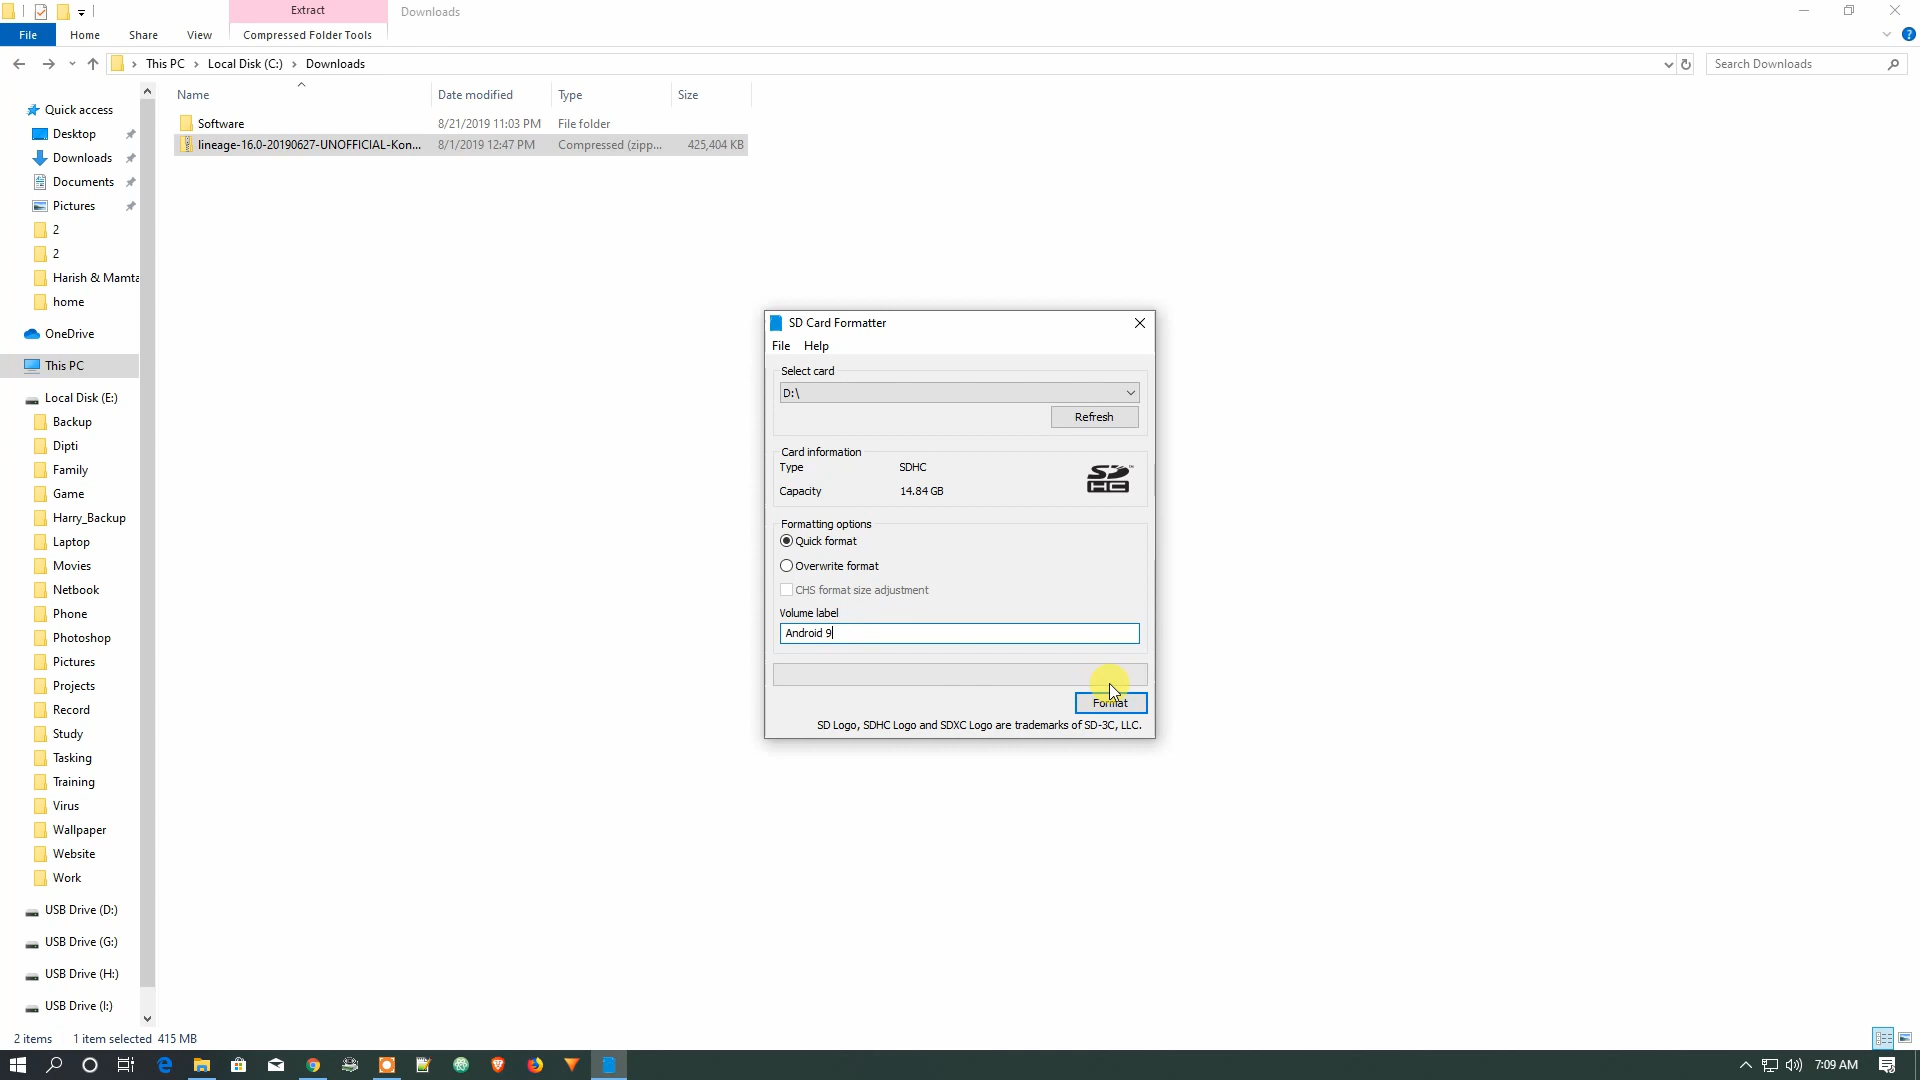 Extract
Downloads
File
Home
Share
View
Compressed Folder Tools
This PC
Local Disk (C:)
Downloads
Search Downloads
Name
Date modified
Type
Size
Software
8/21/2019 11:03 PM
File folder
lineage-16.0-20190627-UNOFFICIAL-Kon...
8/1/2019 12:47 PM
Compressed (zipp...
425,404 KB
Quick access
Desktop
Downloads
Documents
Pictures
2
2
Harish & Mamta
home
OneDrive
This PC
Local Disk (E:)
Backup
Dipti
Family
Game
Harry_Backup
Laptop
Movies
Netbook
Phone
Photoshop
Pictures
Projects
Record
Study
Tasking
Training
Virus
Wallpaper
Website
Work
USB Drive (D:)
USB Drive (G:)
USB Drive (H:)
USB Drive (I:)
SD Card Formatter
File
Help
Select card
D:\
Refresh
Card information
Type
SDHC
Capacity
14.84 GB
SD HC
Formatting options
Quick format
Overwrite format
CHS format size adjustment
Volume label
Android 9
Format
SD Logo, SDHC Logo and SDXC Logo are trademarks of SD-3C, LLC.
2 items
1 item selected 415 MB
7:09 AM